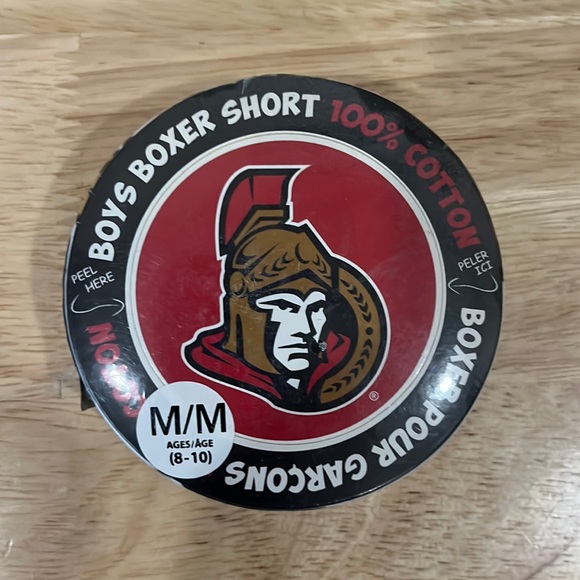 BOYS BOXER SHORT 100% COTTON
PEEL
HERE
PELER
ICI
BOXER POUR GARÇONS
M/M
AGES/ÂGE
(8-10)
®